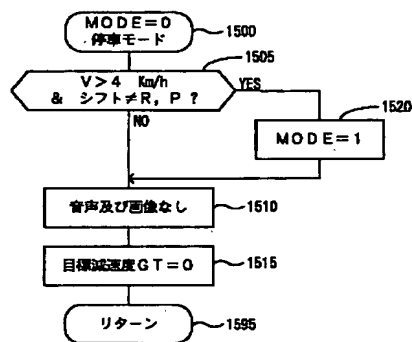 MODE=0
停車モード
1500
1505
V>4 Km/h
& シフト≠R, P ?
YES
NO
1520
MODE=1
音声及び画像なし
1510
目標減速度GT=0
1515
リターン
1595